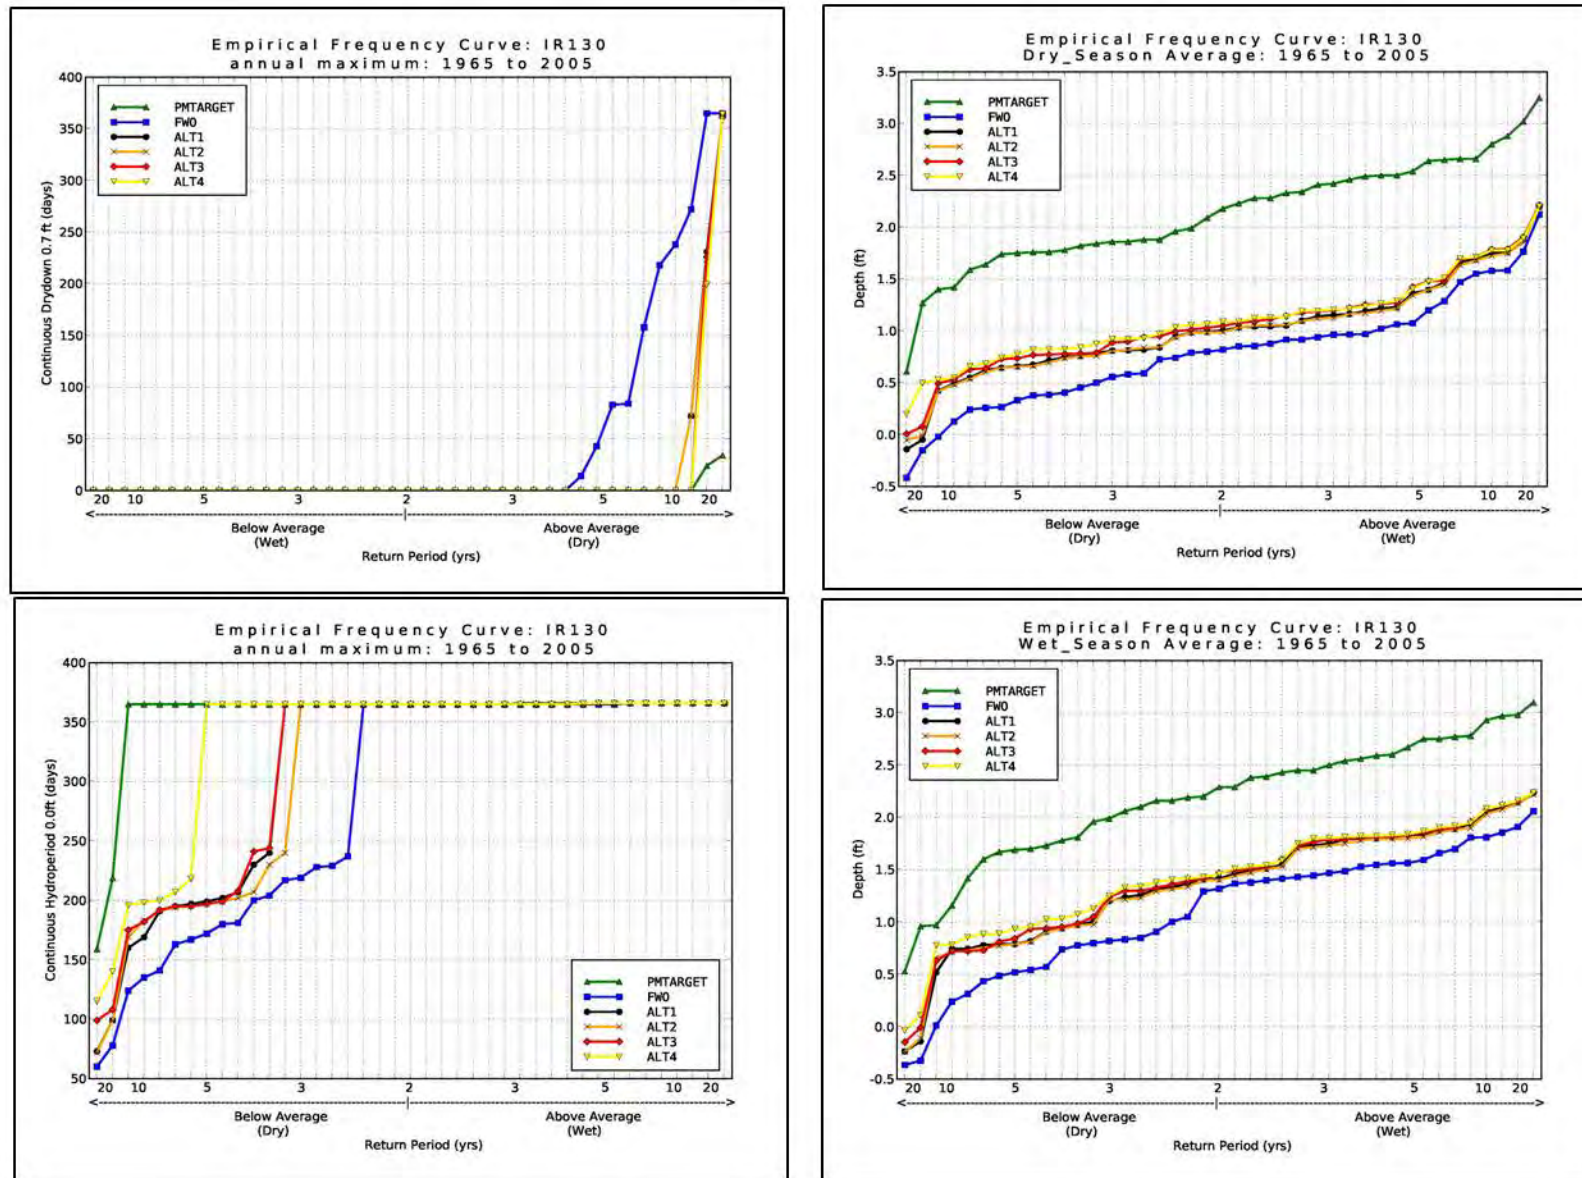 Empirical Frequency Curve: IR130
annual maximum: 1965 to 2005
400
350
300
250
200
150
100
50
0
Continuous Drydown 0.7 ft (days)
PMTARGET
FWO
ALT1
ALT2
ALT3
ALT4
20 10 5 3 2 3 5 10 20
Below Average
(Wet)
Above Average
(Dry)
Return Period (yrs)
Empirical Frequency Curve: IR130
Dry_Season Average: 1965 to 2005
3.5
3.0
2.5
2.0
1.5
1.0
0.5
0.0
-0.5
Depth (ft)
PMTARGET
FWO
ALT1
ALT2
ALT3
ALT4
20 10 5 3 2 3 5 10 20
Below Average
(Dry)
Above Average
(Wet)
Return Period (yrs)
Empirical Frequency Curve: IR130
annual maximum: 1965 to 2005
400
350
300
250
200
150
100
50
Continuous Hydroperiod 0.0ft (days)
PMTARGET
FWO
ALT1
ALT2
ALT3
ALT4
20 10 5 3 2 3 5 10 20
Below Average
(Dry)
Above Average
(Wet)
Return Period (yrs)
Empirical Frequency Curve: IR130
Wet_Season Average: 1965 to 2005
3.5
3.0
2.5
2.0
1.5
1.0
0.5
0.0
-0.5
Depth (ft)
PMTARGET
FWO
ALT1
ALT2
ALT3
ALT4
20 10 5 3 2 3 5 10 20
Below Average
(Dry)
Above Average
(Wet)
Return Period (yrs)